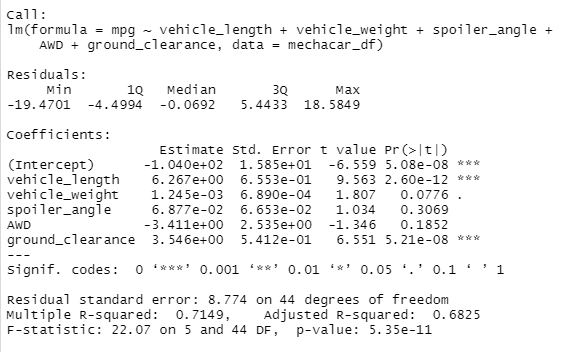 Call:
lm(formula = mpg ~ vehicle_length + vehicle_weight + spoiler_angle +
    AWD + ground_clearance, data = mechacar_df)

Residuals:
     Min       1Q   Median       3Q      Max
-19.4701  -4.4994  -0.0692   5.4433  18.5849

Coefficients:
                   Estimate Std. Error t value Pr(>|t|)
(Intercept)      -1.040e+02  1.585e+01  -6.559 5.08e-08 ***
vehicle_length    6.267e+00  6.553e-01   9.563 2.60e-12 ***
vehicle_weight    1.245e-03  6.890e-04   1.807   0.0776 .
spoiler_angle     6.877e-02  6.653e-02   1.034   0.3069
AWD              -3.411e+00  2.535e+00  -1.346   0.1852
ground_clearance  3.546e+00  5.412e-01   6.551 5.21e-08 ***
---
Signif. codes:  0 ‘***’ 0.001 ‘**’ 0.01 ‘*’ 0.05 ‘.’ 0.1 ‘ ’ 1

Residual standard error: 8.774 on 44 degrees of freedom
Multiple R-squared:  0.7149,    Adjusted R-squared:  0.6825
F-statistic: 22.07 on 5 and 44 DF,  p-value: 5.35e-11